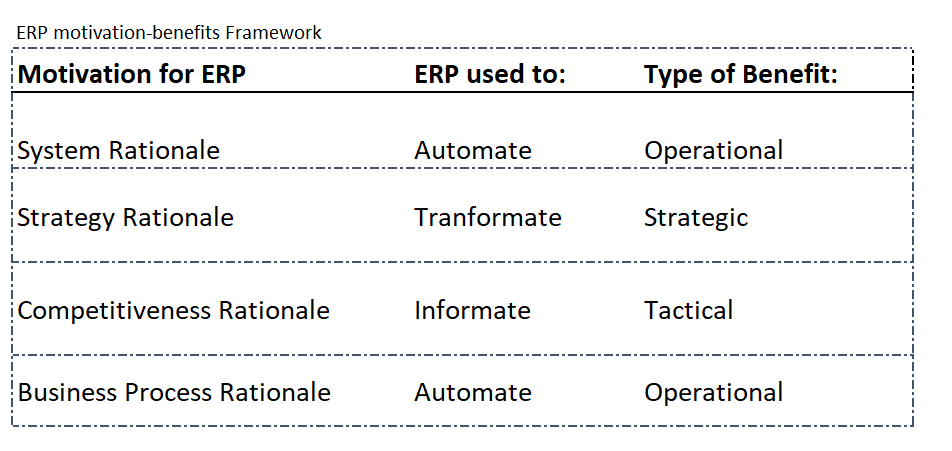 ERP motivation-benefits Framework
Motivation for ERP ERP used to: Type of Benefit:
System Rationale Automate Operational
Strategy Rationale Tranformate Strategic
Competitiveness Rationale Informate Tactical
Business Process Rationale Automate Operational